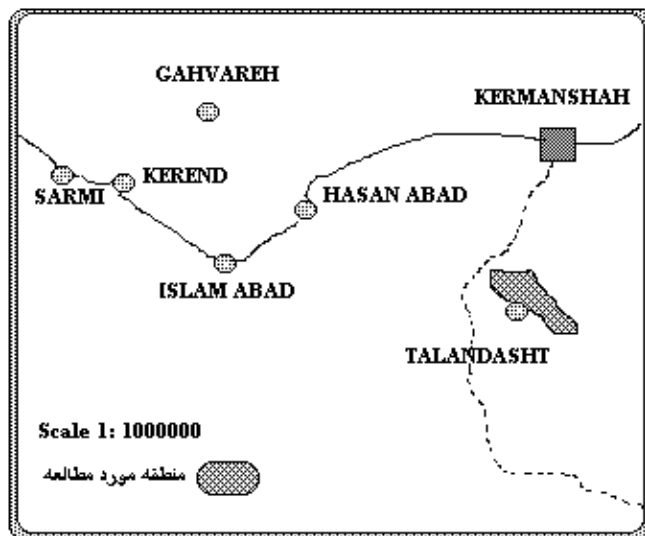 GAHVAREH
KERMANSHAH
KEREND
SARMI
HASAN ABAD
ISLAM ABAD
TALANDASHT
Scale 1: 1000000
منطقه مورد مطالعه